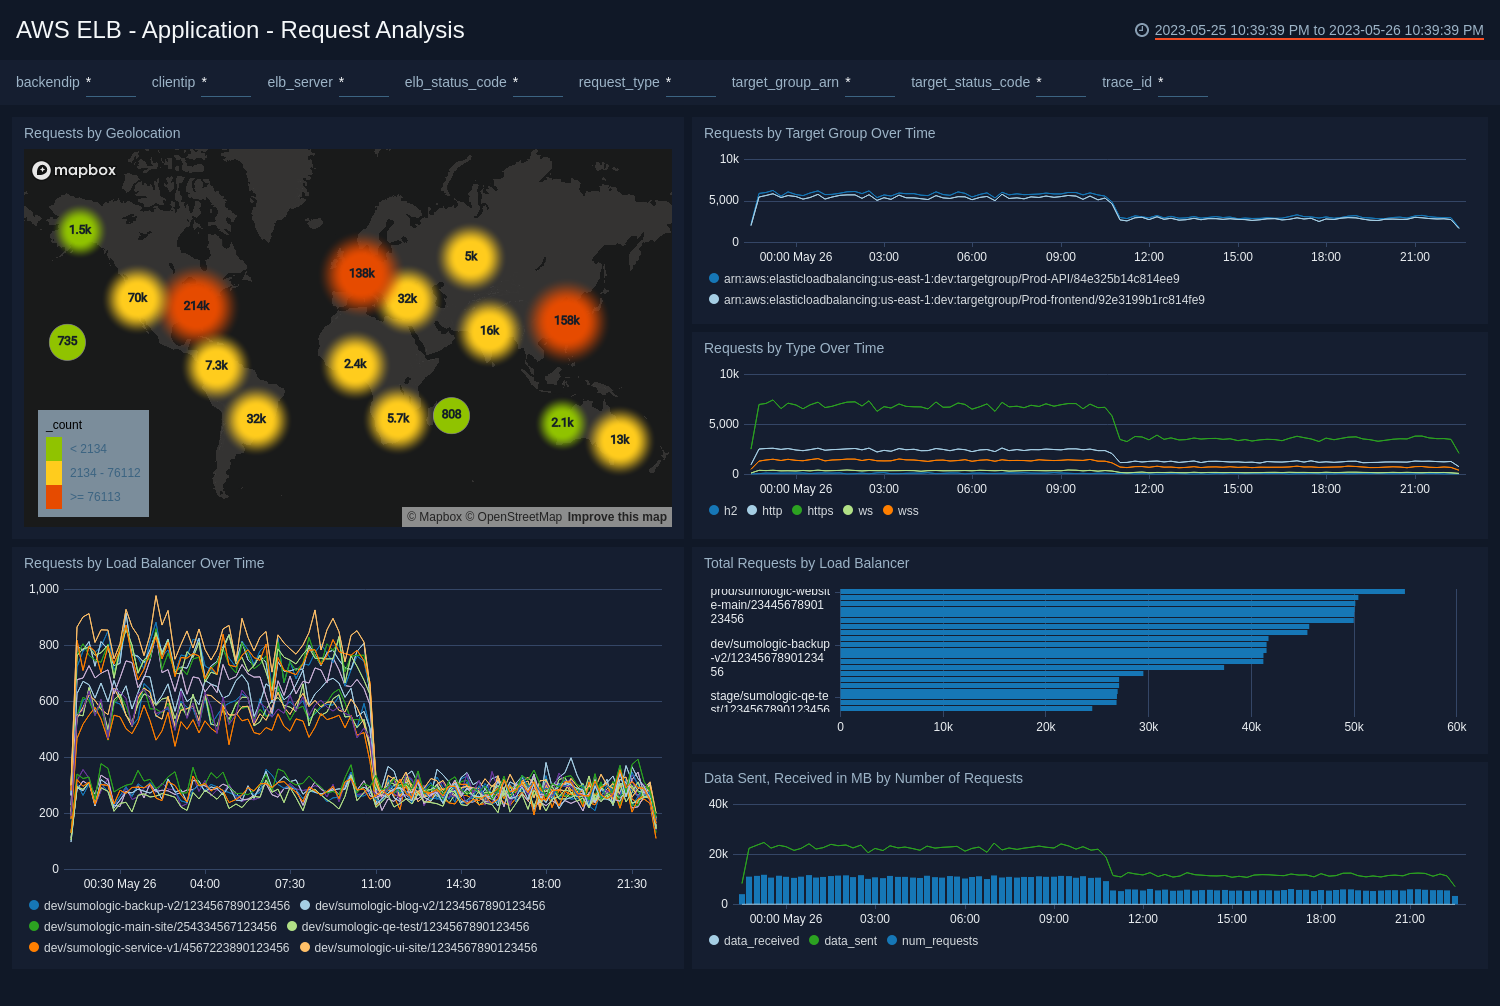 AWS ELB - Application - Request Analysis
2023-05-25 10:39:39 PM to 2023-05-26 10:39:39 PM
backendip * clientip * elb_server * elb_status_code * request_type * target_group_arn * target_status_code * trace_id *
Requests by Geolocation
mapbox
1.5k
5k
138k
70k
32k
214k
158k
16k
735
7.3k
2.4k
808
32k
5.7k
2.1k
13k
_count
< 2134
2134 - 76112
>= 76113
© Mapbox © OpenStreetMap Improve this map
Requests by Target Group Over Time
10k
5,000
0
00:00 May 26 03:00 06:00 09:00 12:00 15:00 18:00 21:00
arn:aws:elasticloadbalancing:us-east-1:dev:targetgroup/Prod-API/84e325b14c814ee9
arn:aws:elasticloadbalancing:us-east-1:dev:targetgroup/Prod-frontend/92e3199b1rc814fe9
Requests by Type Over Time
10k
5,000
0
00:00 May 26 03:00 06:00 09:00 12:00 15:00 18:00 21:00
h2 http https ws wss
Requests by Load Balancer Over Time
1,000
800
600
400
200
0
00:30 May 26 04:00 07:30 11:00 14:30 18:00 21:30
dev/sumologic-backup-v2/1234567890123456 dev/sumologic-blog-v2/1234567890123456
dev/sumologic-main-site/254334567123456 dev/sumologic-qe-test/1234567890123456
dev/sumologic-service-v1/4567223890123456 dev/sumologic-ui-site/1234567890123456
Total Requests by Load Balancer
prod/sumologic-websit
e-main/23445678901
23456
dev/sumologic-backup
-v2/12345678901234
56
stage/sumologic-qe-te
st/1234567890123456
0 10k 20k 30k 40k 50k 60k
Data Sent, Received in MB by Number of Requests
40k
20k
0
00:00 May 26 03:00 06:00 09:00 12:00 15:00 18:00 21:00
data_received data_sent num_requests